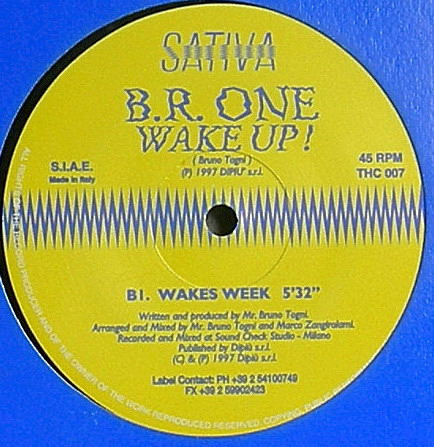 SATIVA
B.R. ONE
WAKE UP!
( Bruno Togni )
(P) 1997 DIPIU' s.r.l.
S.I.A.E.
Made in Italy
45 RPM
THC 007
B1. WAKES WEEK 5'32"
Written and produced by Mr. Bruno Togni.
Arranged and Mixed by Mr. Bruno Togni and Marco Zangirolami.
Recorded and Mixed at Sound Check Studio - Milano
Published by Dipiù s.r.l.
(C) & (P) 1997 Dipiù s.r.l.
Label Contact: PH +39 2 54100749
FX +39 2 59902423
ALL RIGHTS OF THE RECORD PRODUCER AND OF THE OWNER OF THE WORK REPRODUCED RESERVED. COPYING, PUBLIC